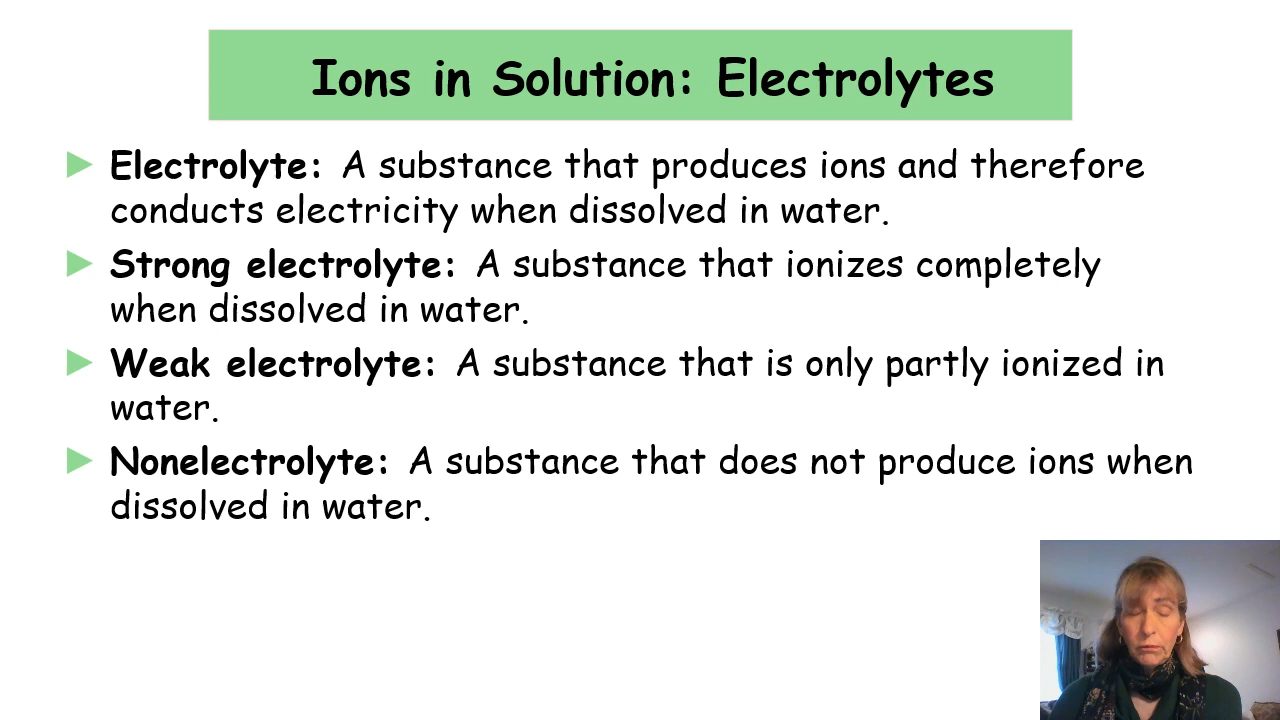 Ions in Solution: Electrolytes
Electrolyte: A substance that produces ions and therefore
conducts electricity when dissolved in water.
Strong electrolyte: A substance that ionizes completely
when dissolved in water.
Weak electrolyte: A substance that is only partly ionized in
water.
Nonelectrolyte: A substance that does not produce ions when
dissolved in water.